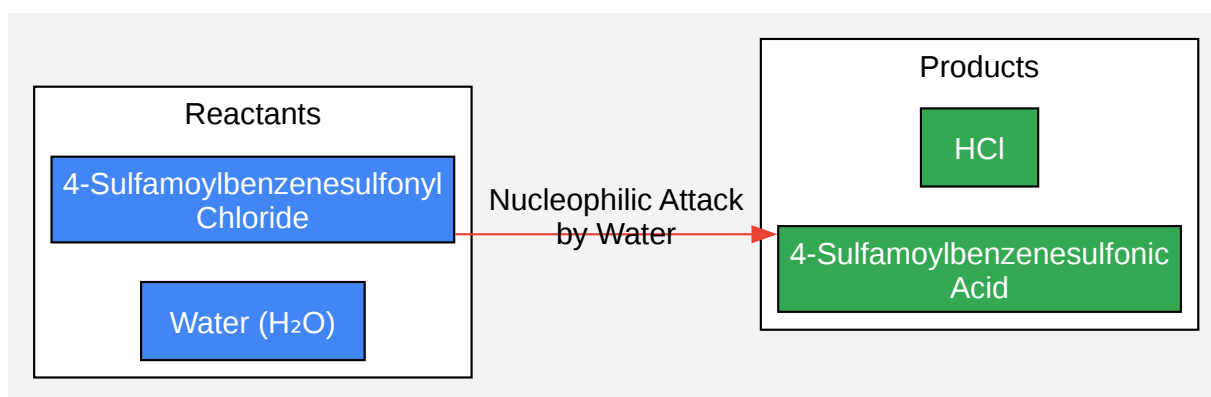 Reactants
4-Sulfamoylbenzenesulfonyl
Chloride
Water (H₂O)
Nucleophilic Attack
by Water
Products
HCl
4-Sulfamoylbenzenesulfonic
Acid